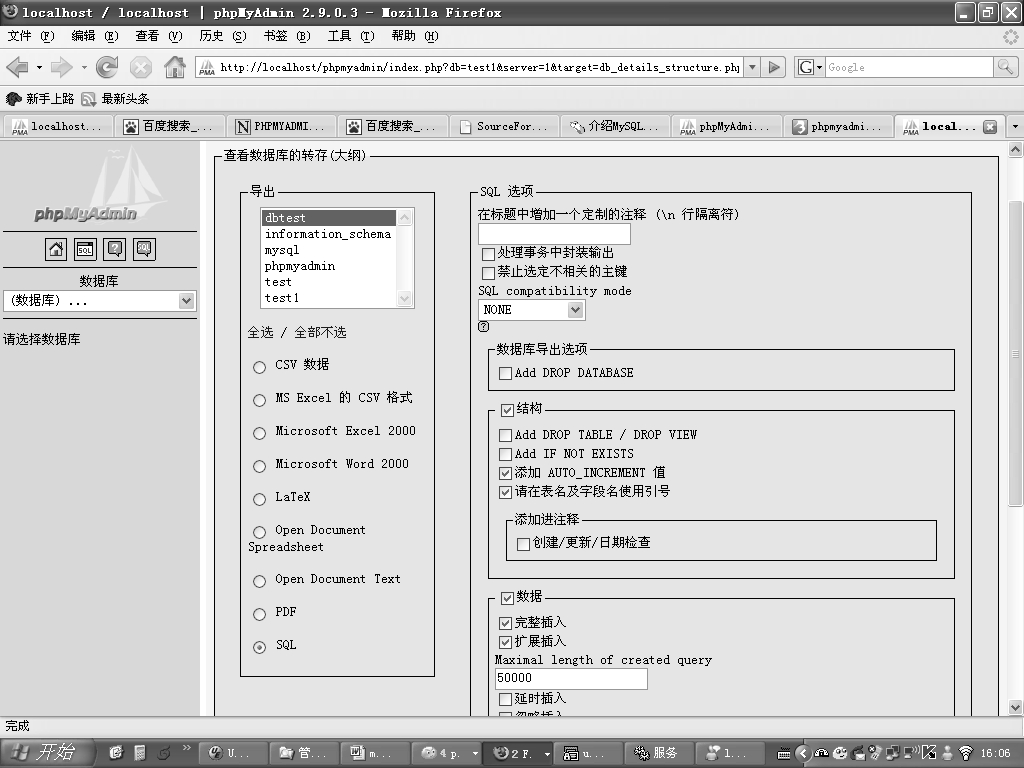 localhost / localhost | phpMyAdmin 2.9.0.3 - Mozilla Firefox
文件 (F) 编辑 (E) 查看 (V) 历史 (S) 书签 (B) 工具 (T) 帮助 (H)
http://localhost/phpmyadmin/index.php?db=test1&server=1&target=db_details_structure.php
G Google
新手上路 最新头条
localhost... 百度搜索_... PHPMYADMI... 百度搜索_... SourceFor... 介绍MySQL... phpMyAdmi... phpmyadmi... local...
phpMyAdmin
SQL SQL
数据库
(数据库) ...
请选择数据库
查看数据库的转存(大纲)
导出
dbtest
information_schema
mysql
phpmyadmin
test
test1
全选 / 全部不选
CSV 数据
MS Excel 的 CSV 格式
Microsoft Excel 2000
Microsoft Word 2000
LaTeX
Open Document
Spreadsheet
Open Document Text
PDF
SQL
SQL 选项
在标题中增加一个定制的注释 (\n 行隔离符)
处理事务中封装输出
禁止选定不相关的主键
SQL compatibility mode
NONE
数据库导出选项
Add DROP DATABASE
结构
Add DROP TABLE / DROP VIEW
Add IF NOT EXISTS
添加 AUTO_INCREMENT 值
请在表名及字段名使用引号
添加进注释
创建/更新/日期检查
数据
完整插入
扩展插入
Maximal length of created query
50000
延时插入
忽略插入
完成
开始 U... 管... m... 4 p. 2 F. u... 服务 l... 16:06